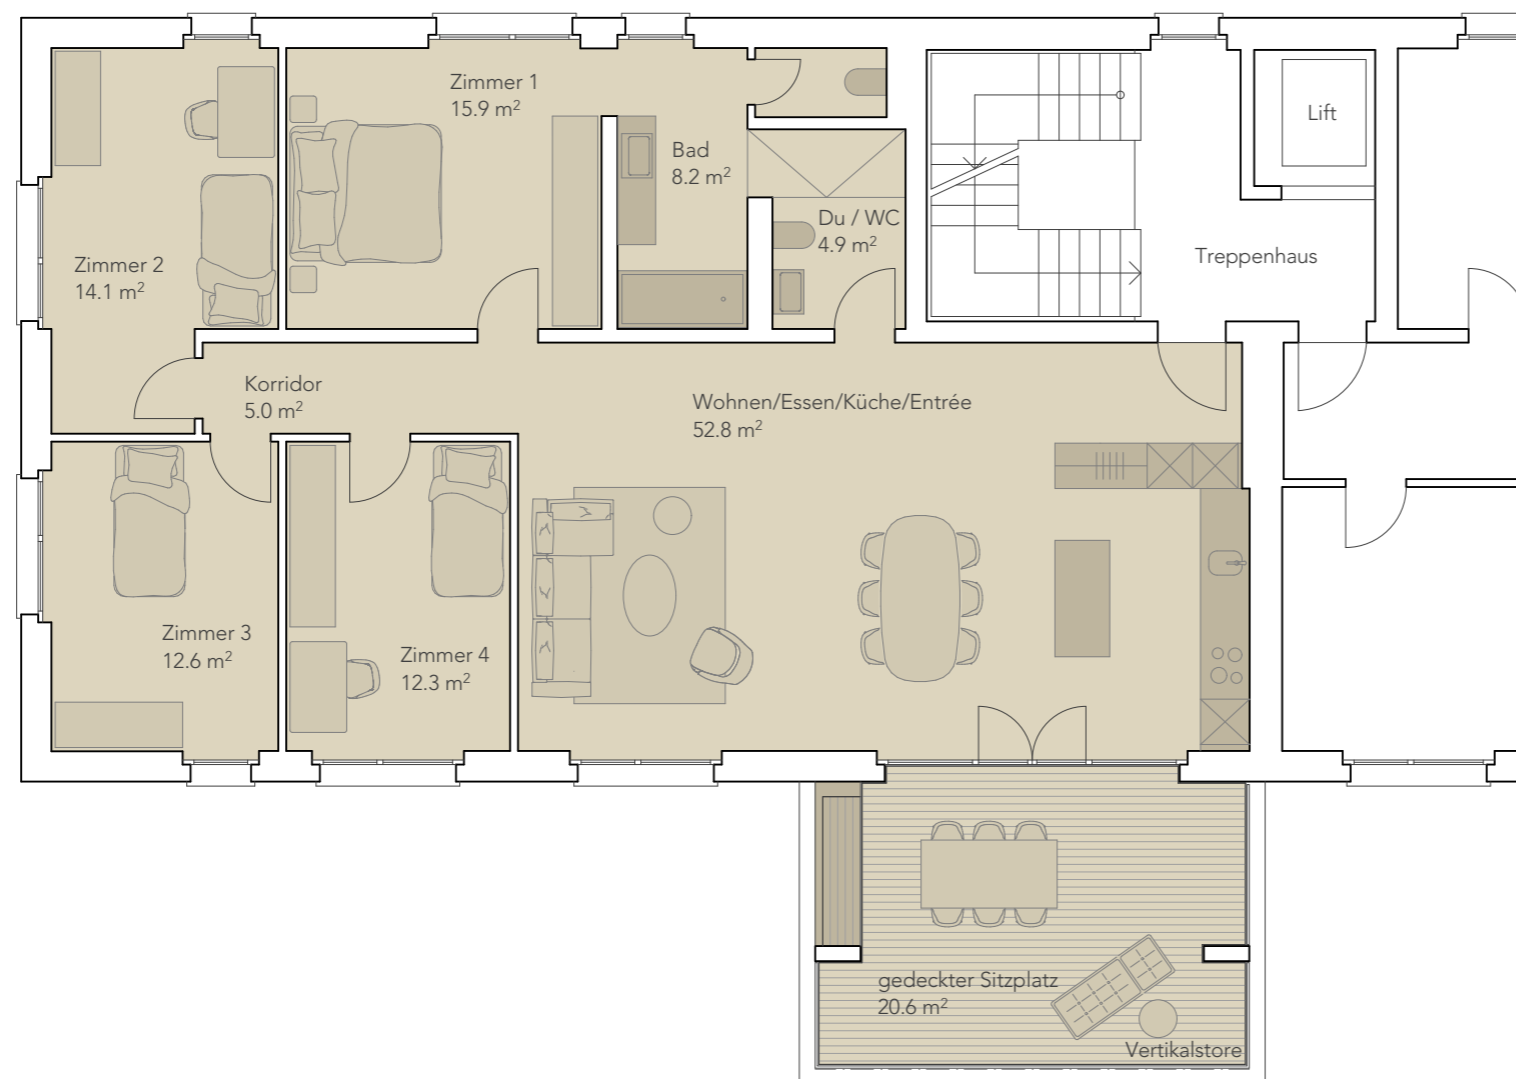 Zimmer 1
15.9 m²
Lift
Bad
8.2 m²
Du / WC
4.9 m²
Zimmer 2
14.1 m²
Treppenhaus
Korridor
5.0 m²
Wohnen/Essen/Küche/Entrée
52.8 m²
Zimmer 3
12.6 m²
Zimmer 4
12.3 m²
gedeckter Sitzplatz
20.6 m²
Vertikalstore